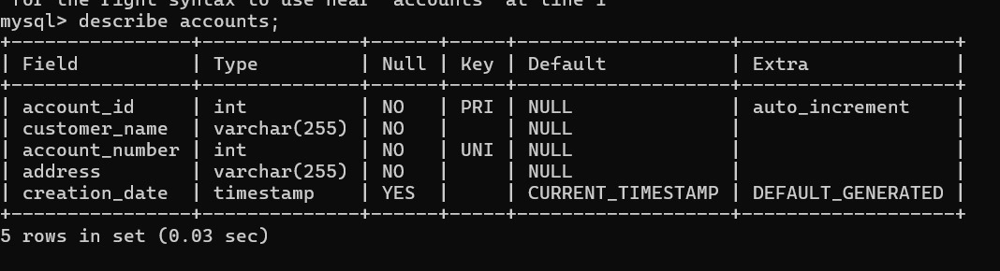 for the right syntax to use near 'accounts' at line 1
mysql> describe accounts;
+----------------+--------------+------+-----+-------------------+-------------------+
| Field          | Type         | Null | Key | Default           | Extra             |
+----------------+--------------+------+-----+-------------------+-------------------+
| account_id     | int          | NO   | PRI | NULL              | auto_increment    |
| customer_name  | varchar(255) | NO   |     | NULL              |                   |
| account_number | int          | NO   | UNI | NULL              |                   |
| address        | varchar(255) | NO   |     | NULL              |                   |
| creation_date  | timestamp    | YES  |     | CURRENT_TIMESTAMP | DEFAULT_GENERATED |
+----------------+--------------+------+-----+-------------------+-------------------+
5 rows in set (0.03 sec)